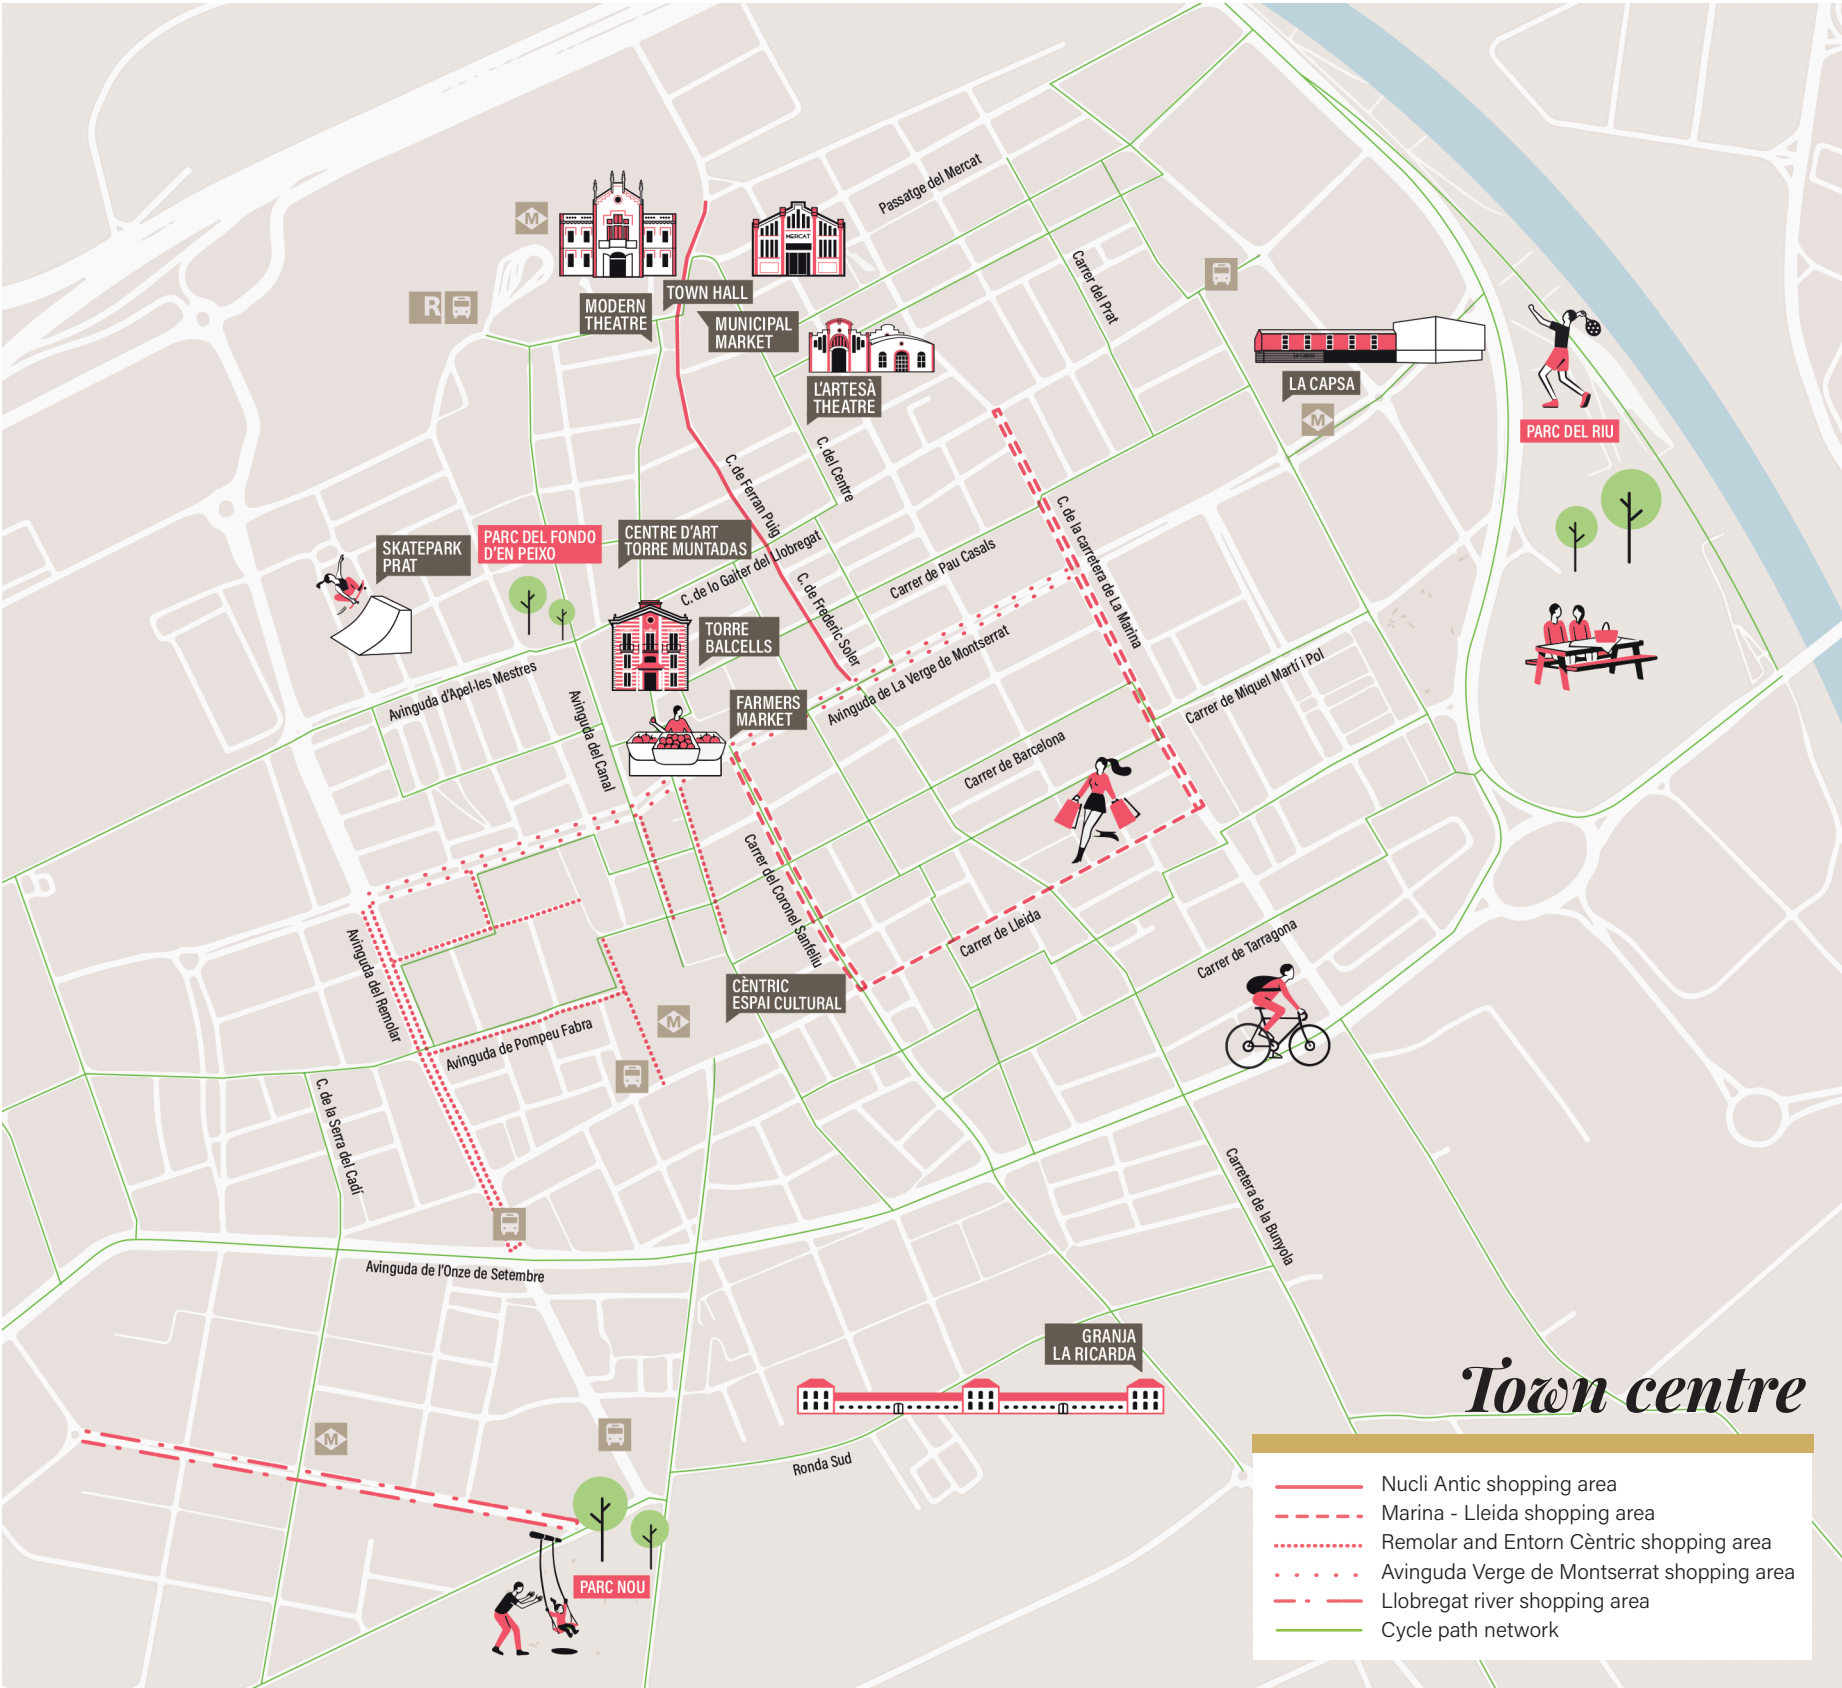 Passatge del Mercat
M
MERCAT
R
MODERN
THEATRE
TOWN HALL
MUNICIPAL
MARKET
Carrer del Prat
L'ARTESÀ
THEATRE
La Capsa
LA CAPSA
M
PARC DEL RIU
C. del Centre
C. de Ferran Puig
C. de la carretera de La Marina
SKATEPARK
PRAT
PARC DEL FONDO
D'EN PEIXO
CENTRE D'ART
TORRE MUNTADAS
C. de lo Gaiter del Llobregat
Carrer de Pau Casals
C. de Frederic Soler
TORRE
BALCELLS
Avinguda d'Apel·les Mestres
Avinguda del Canal
FARMERS
MARKET
Avinguda de La Verge de Montserrat
Carrer de Miquel Martí i Pol
Carrer de Barcelona
Carrer del Coronel Sanfeliu
Carrer de Lleida
Carrer de Tarragona
Avinguda del Remolar
CÈNTRIC
ESPAI CULTURAL
M
Avinguda de Pompeu Fabra
C. de la Serra del Cadí
Carretera de la Bunyola
Avinguda de l'Onze de Setembre
GRANJA
LA RICARDA
M
Ronda Sud
PARC NOU
Town centre
Nucli Antic shopping area
Marina - Lleida shopping area
Remolar and Entorn Cèntric shopping area
Avinguda Verge de Montserrat shopping area
Llobregat river shopping area
Cycle path network